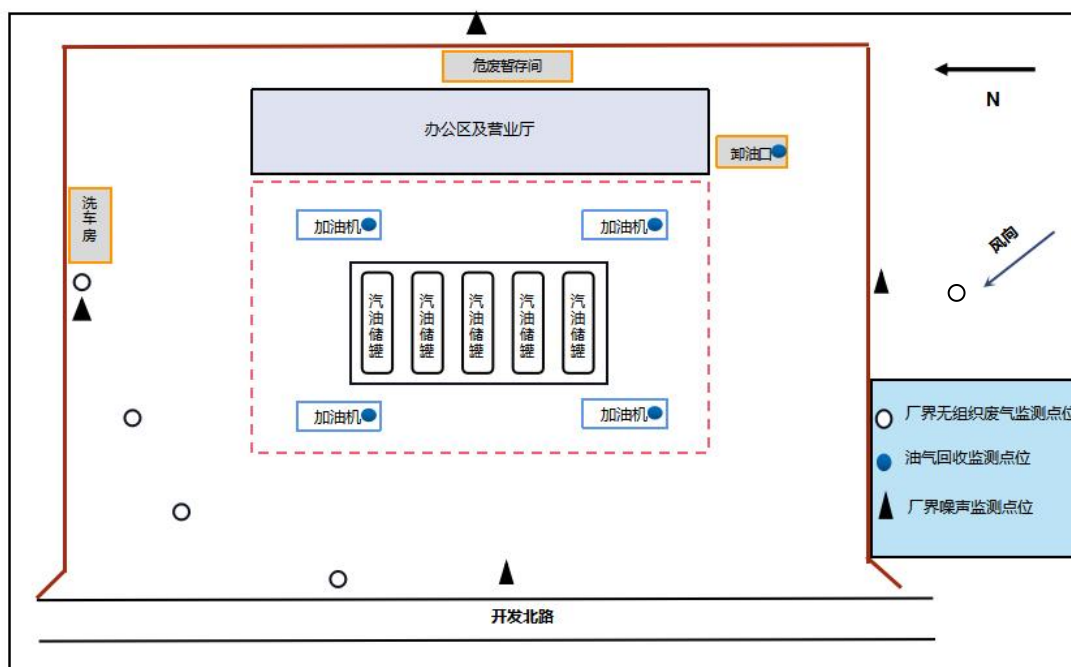 危废暂存间
N
办公区及营业厅
卸油口
洗车房
加油机
加油机
风向
汽油储罐
汽油储罐
汽油储罐
汽油储罐
汽油储罐
加油机
加油机
厂界无组织废气监测点位
油气回收监测点位
厂界噪声监测点位
开发北路